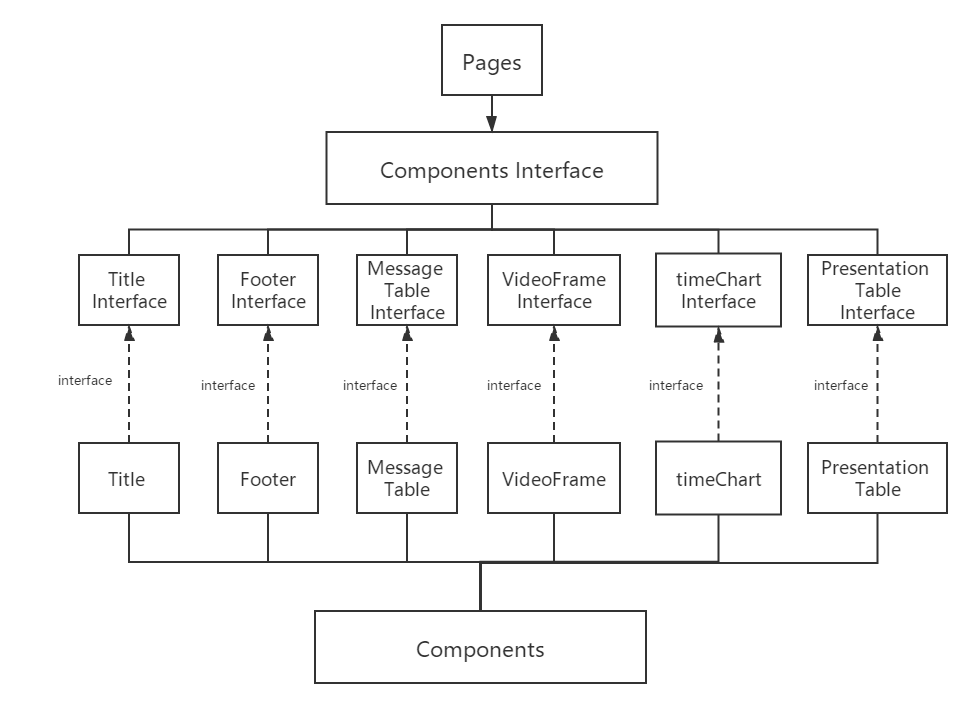 Pages
Components Interface
Title
Interface
Footer
Interface
Message
Table
Interface
VideoFrame
Interface
timeChart
Interface
Presentation
Table
Interface
interface
interface
interface
interface
interface
interface
Title
Footer
Message
Table
VideoFrame
timeChart
Presentation
Table
Components